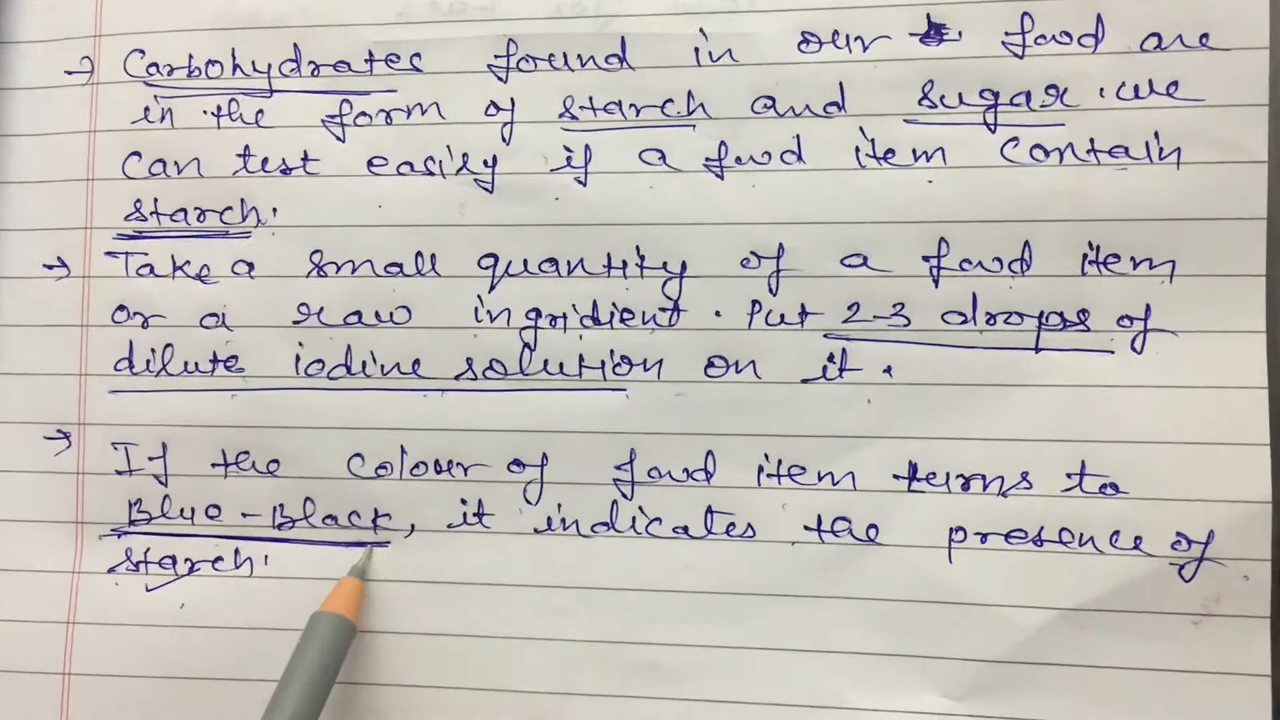 → Carbohydrates found in our food are
in the form of starch and sugar. we
can test easily if a food item contain
starch.
→ Take a small quantity of a food item
or a raw ingridient. Put 2-3 drops of
dilute iodine solution on it.
→ If the colour of food item turns to
Blue-Black, it indicates the presence of
starch.